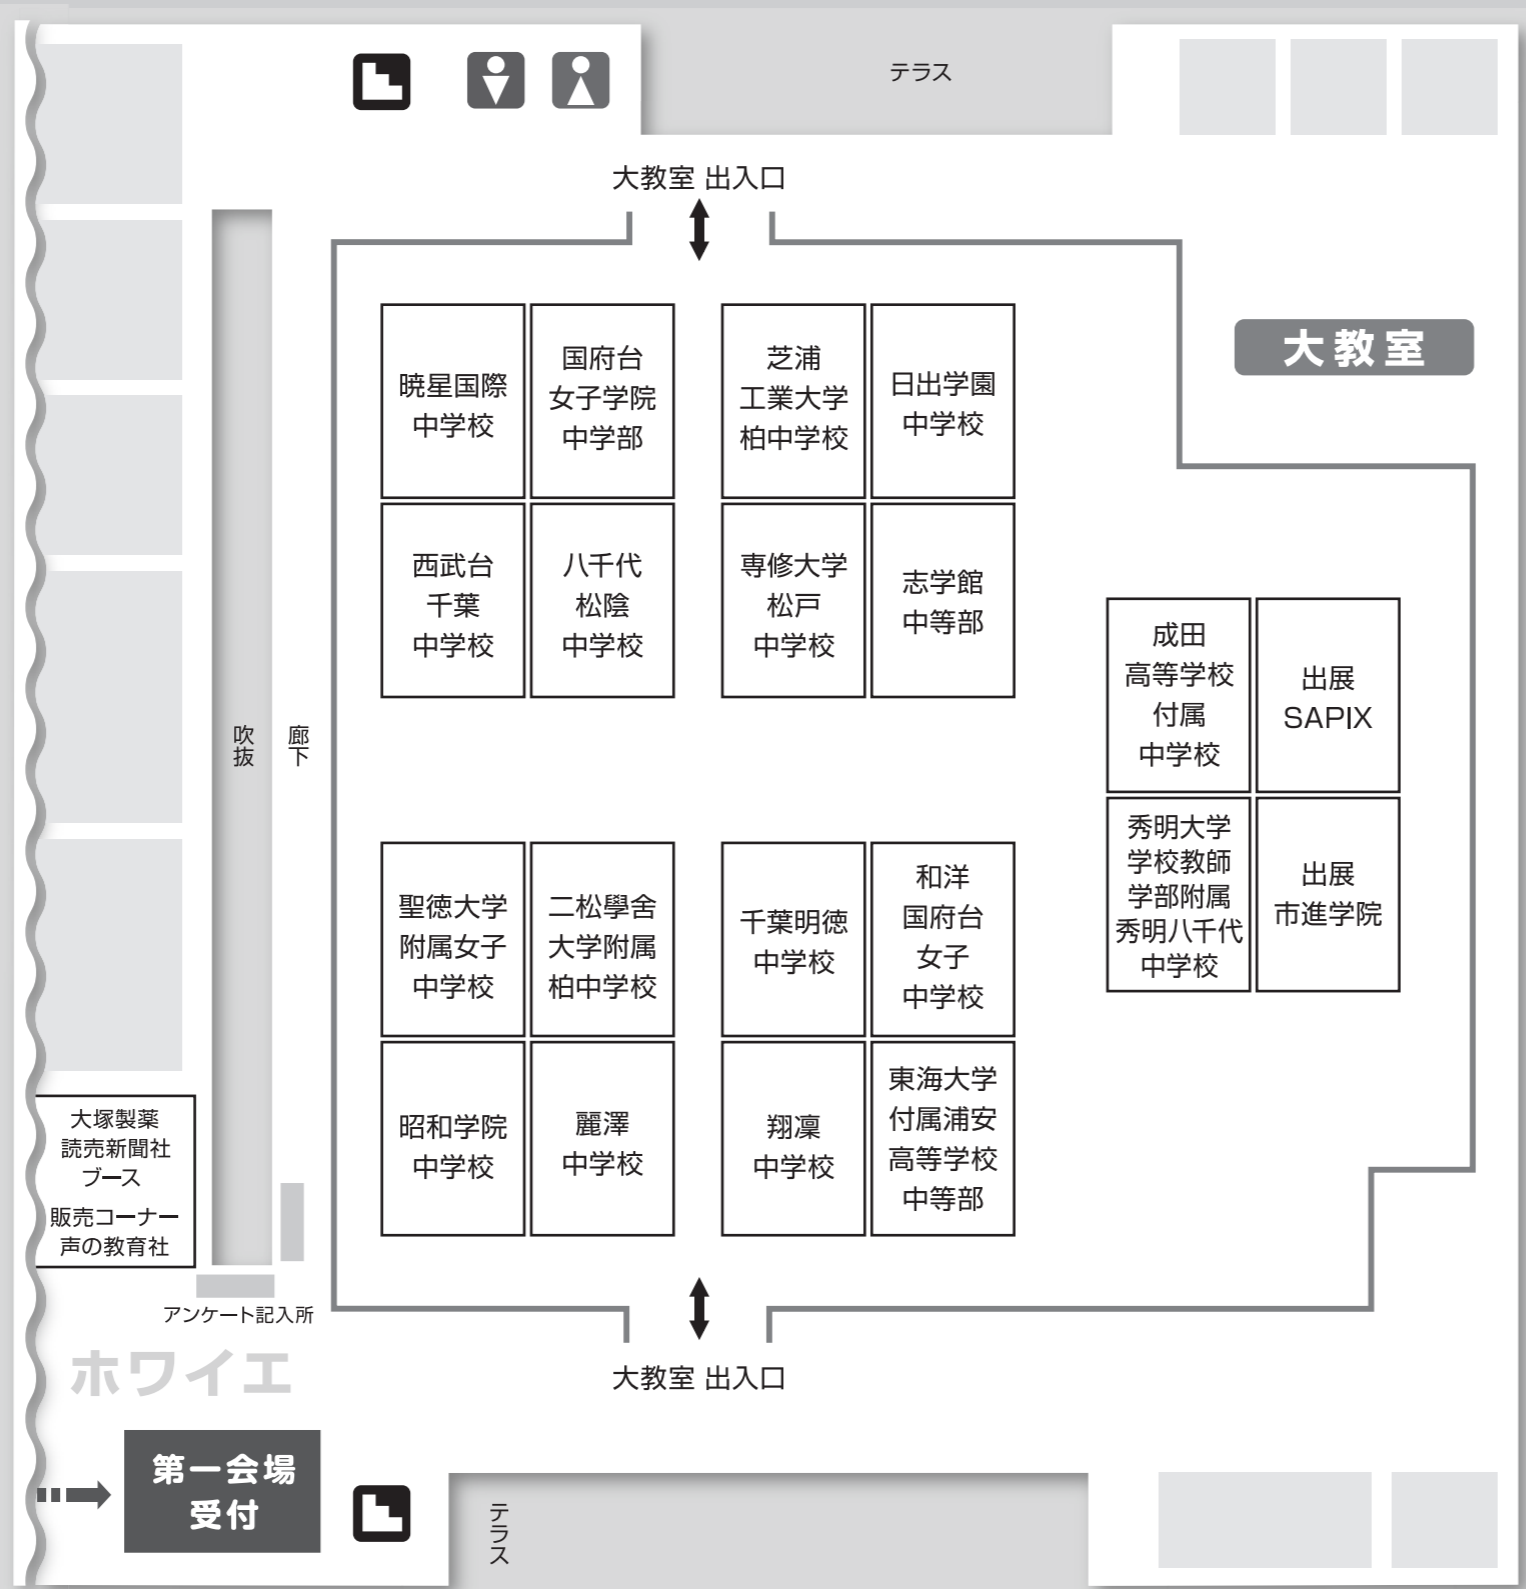 テラス
大教室 出入口
大教室
暁星国際
中学校
国府台
女子学院
中学部
芝浦
工業大学
柏中学校
日出学園
中学校
西武台
千葉
中学校
八千代
松陰
中学校
専修大学
松戸
中学校
志学館
中等部
成田
高等学校
付属
中学校
出展
SAPIX
吹抜
廊下
秀明大学
学校教師
学部附属
秀明八千代
中学校
出展
市進学院
聖徳大学
附属女子
中学校
二松學舍
大学附属
柏中学校
千葉明徳
中学校
和洋
国府台
女子
中学校
昭和学院
中学校
麗澤
中学校
翔凜
中学校
東海大学
付属浦安
高等学校
中等部
大塚製薬
読売新聞社
ブース
販売コーナー
声の教育社
アンケート記入所
ホワイエ
大教室 出入口
第一会場
受付
テラス